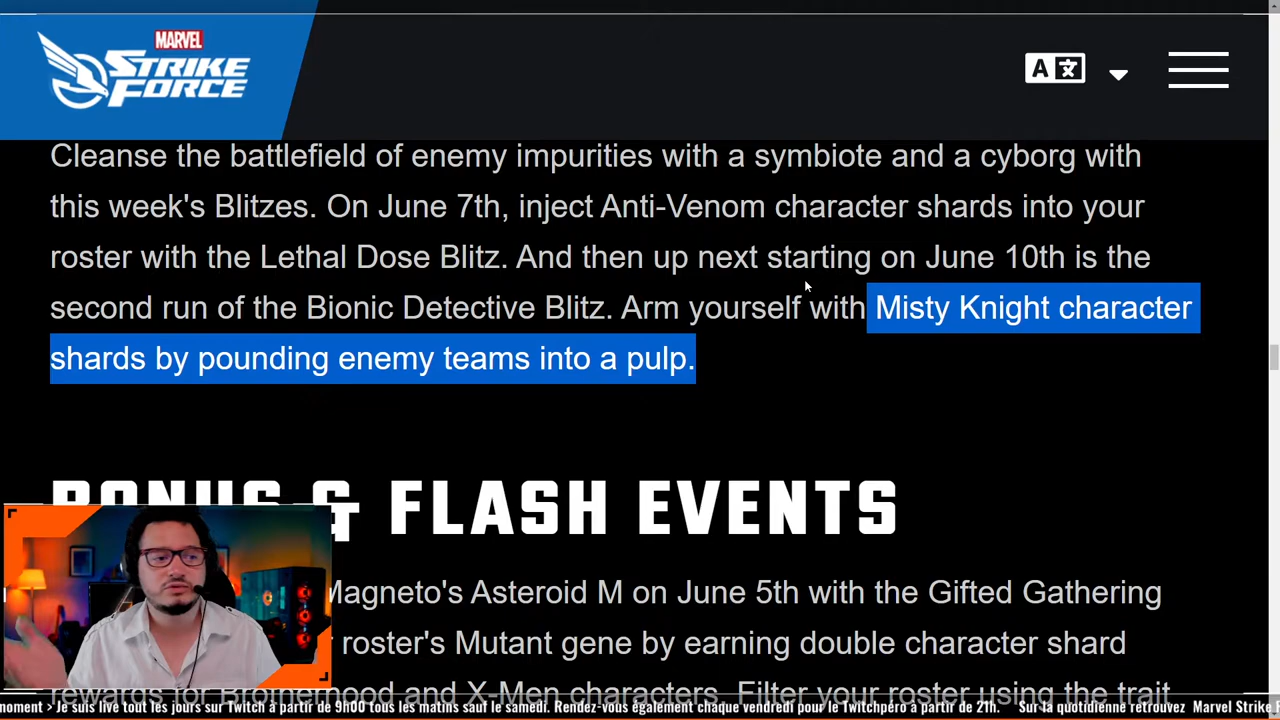 MARVEL
STRIKE
FORCE
A
Cleanse the battlefield of enemy impurities with a symbiote and a cyborg with
this week's Blitzes. On June 7th, inject Anti-Venom character shards into your
roster with the Lethal Dose Blitz. And then up next starting on June 10th is the
second run of the Bionic Detective Blitz. Arm yourself with Misty Knight character
shards by pounding enemy teams into a pulp.
BONUS & FLASH EVENTS
Magneto's Asteroid M on June 5th with the Gifted Gathering
roster's Mutant gene by earning double character shard
rewards for Brotherhood and X-Men characters. Filter your roster using the trait
moment > Je suis live tout les jours sur Twitch à partir de 9h00 tous les matins sauf le samedi. Rendez-vous également chaque vendredi pour le Twitchpéro à partir de 21h. Sur la quotidienne retrouvez Marvel Strike F